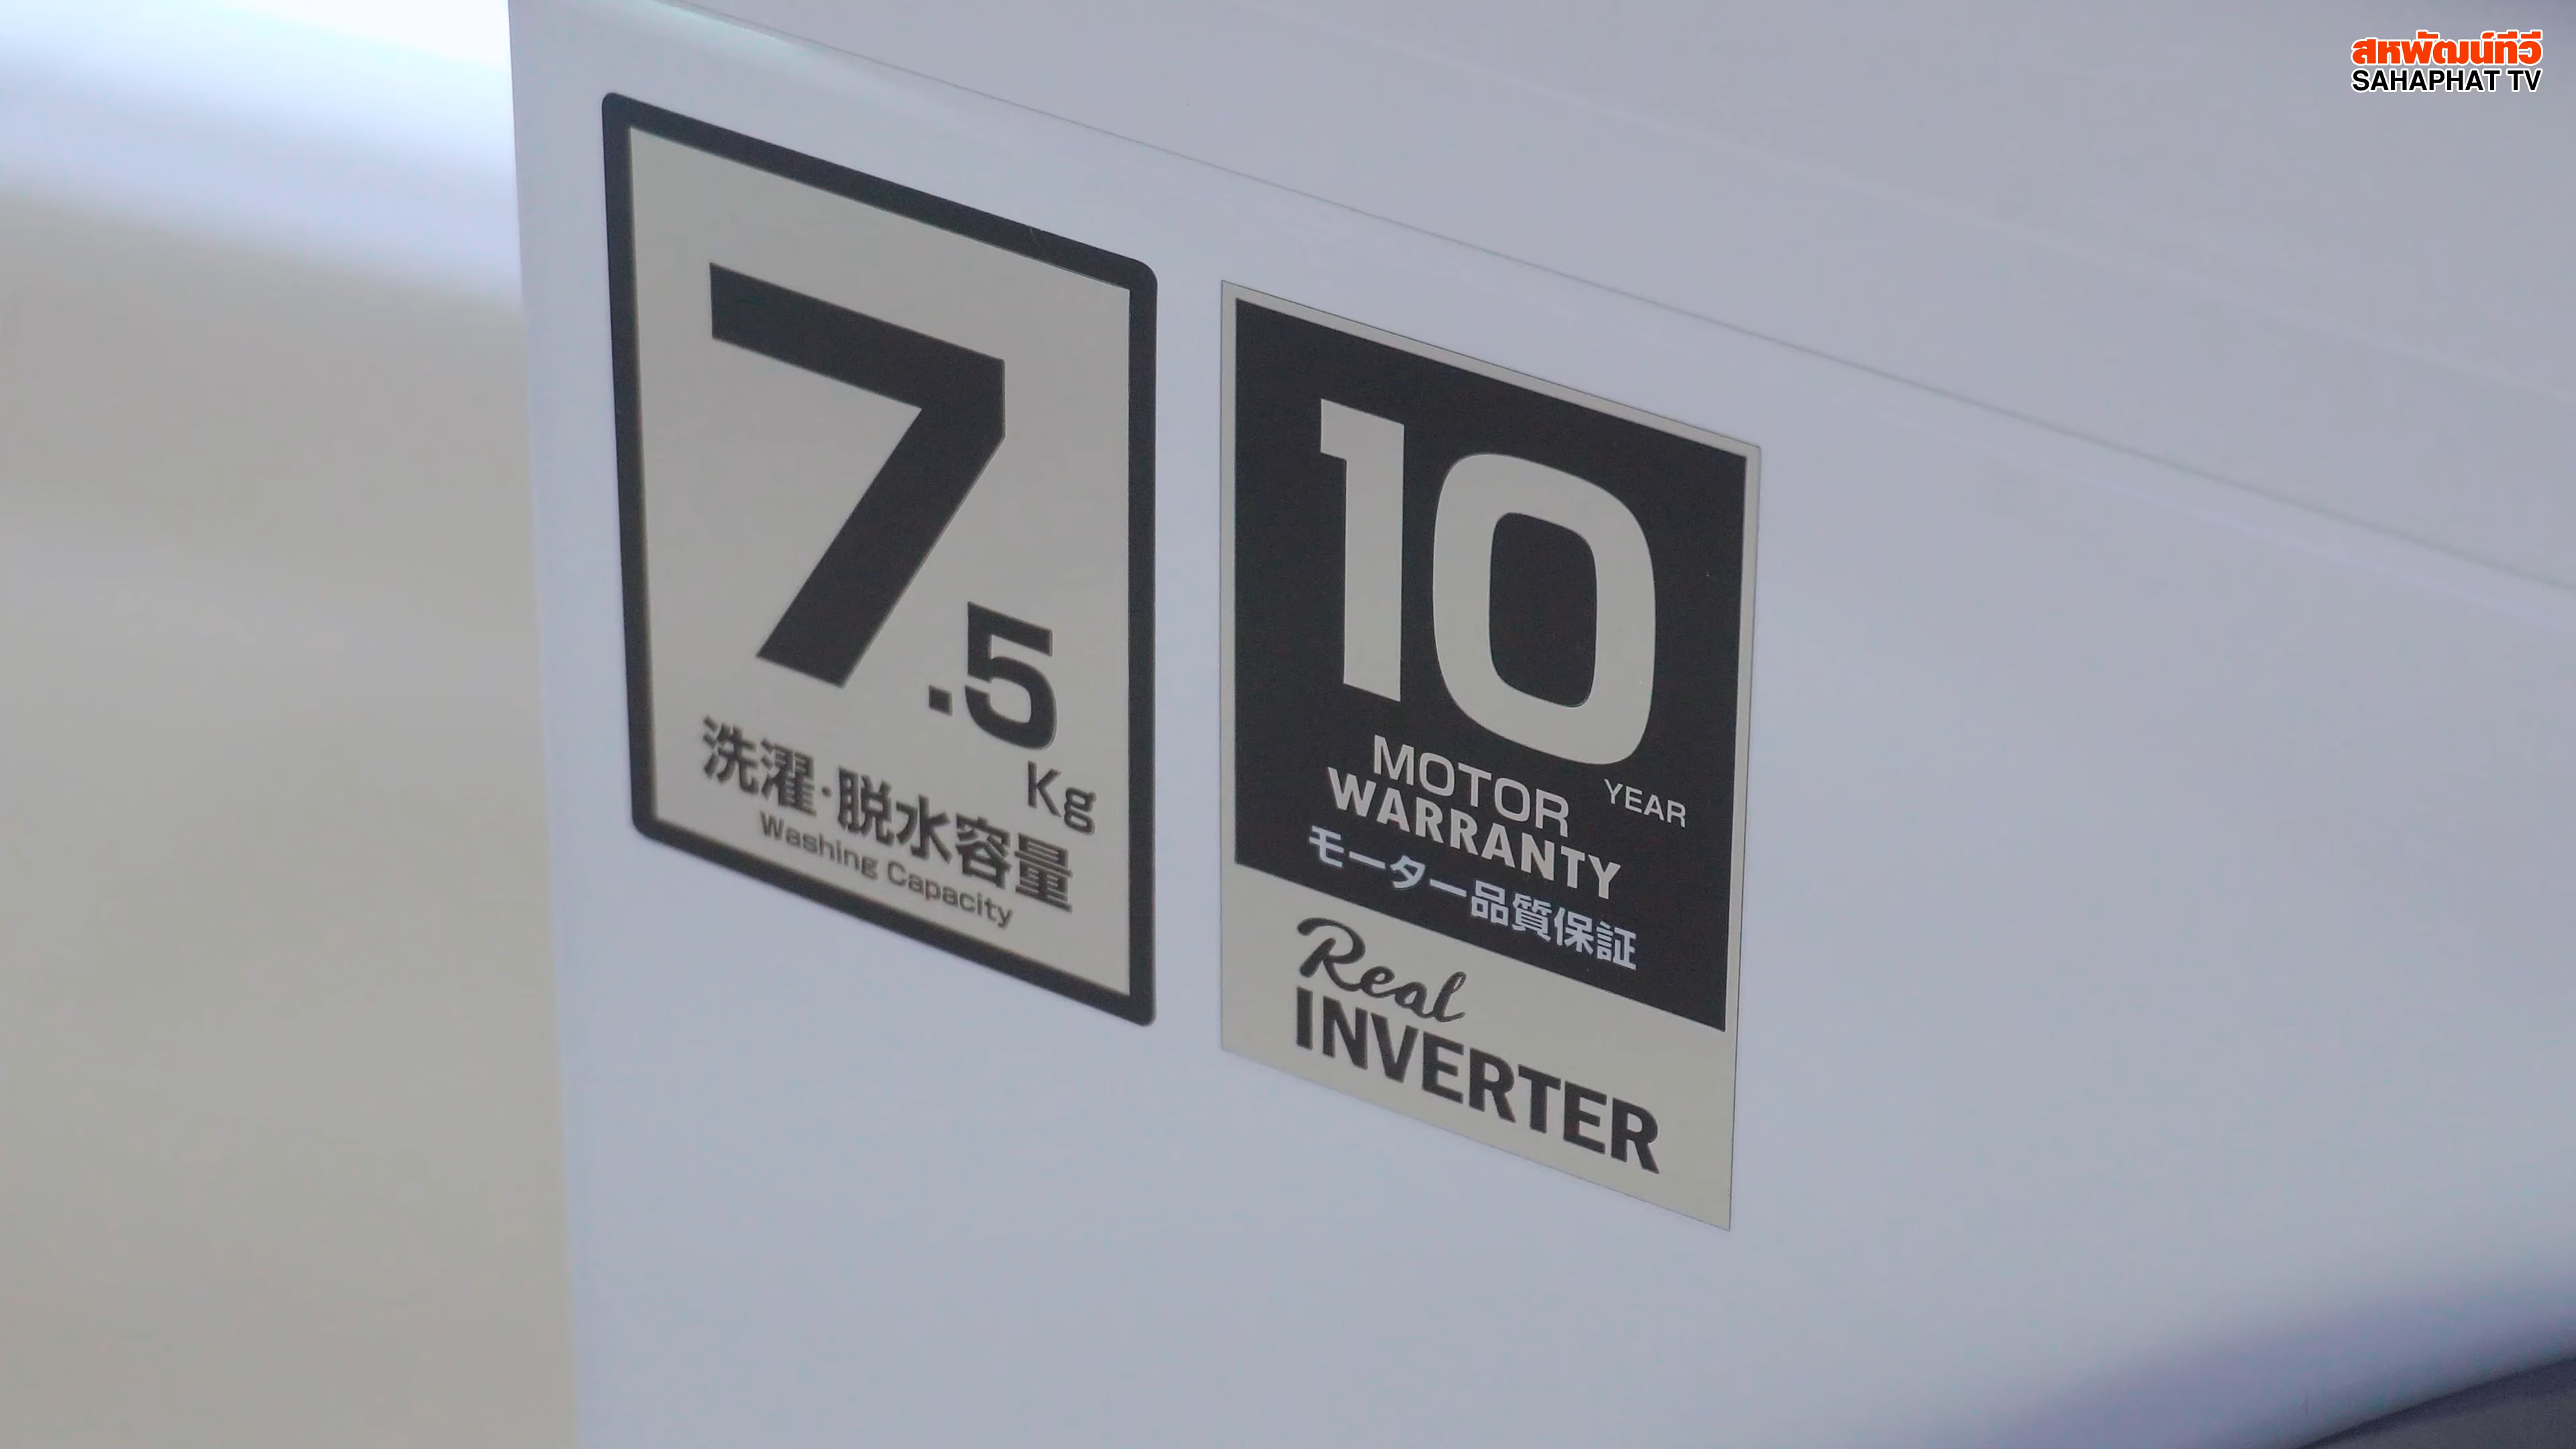 สหพัฒน์ทีวี
SAHAPHAT TV
7.5
Kg
洗濯・脱水容量
Washing Capacity
10
YEAR
MOTOR
WARRANTY
モーター品質保証
Real
INVERTER